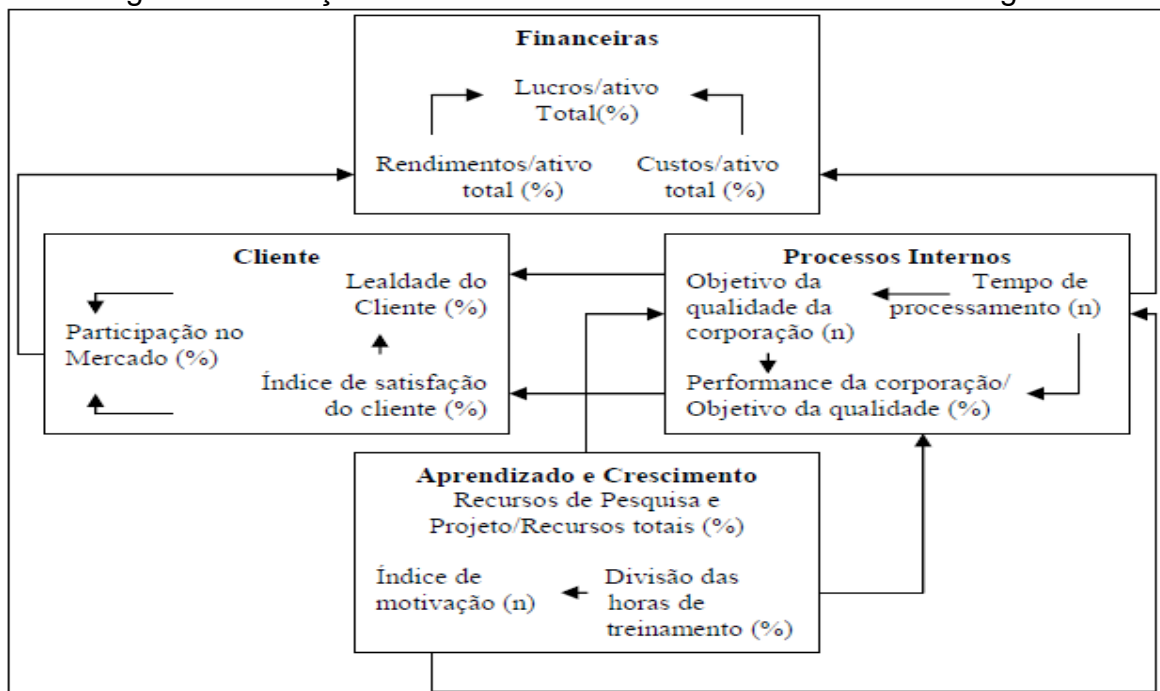 Financeiras
Lucros/ativo
Total(%)
Rendimentos/ativo
total (%)
Custos/ativo
total (%)
Cliente
Lealdade do
Cliente (%)
Participação no
Mercado (%)
Índice de satisfação
do cliente (%)
Processos Internos
Objetivo da
qualidade da
corporação (n)
Tempo de
processamento (n)
Performance da corporação/
Objetivo da qualidade (%)
Aprendizado e Crescimento
Recursos de Pesquisa e
Projeto/Recursos totais (%)
Índice de
motivação (n)
Divisão das
horas de
treinamento (%)